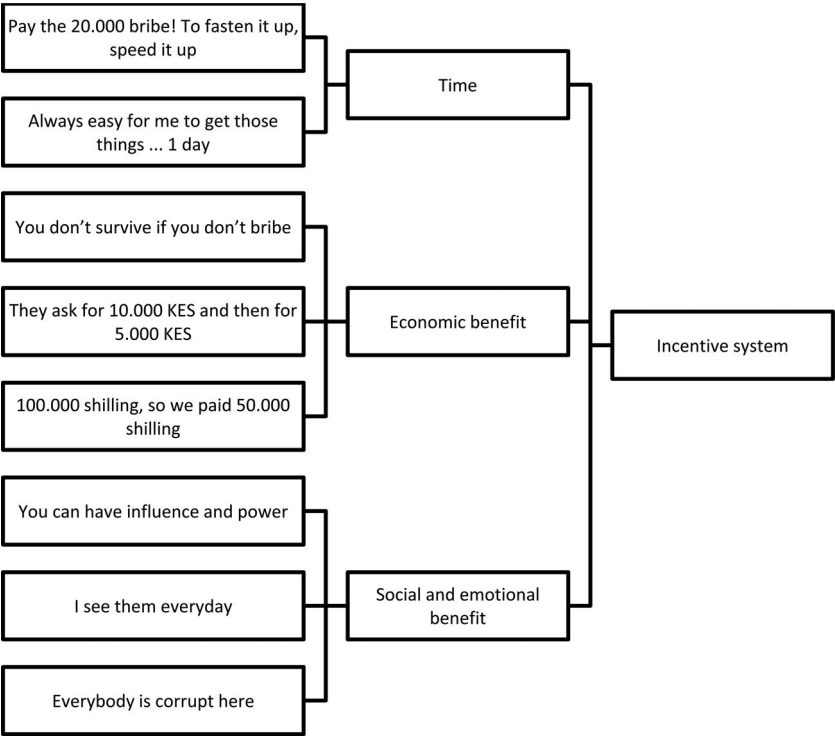 Pay the 20.000 bribe! To fasten it up,
speed it up
Always easy for me to get those
things ... 1 day
Time
You don’t survive if you don’t bribe
They ask for 10.000 KES and then for
5.000 KES
100.000 shilling, so we paid 50.000
shilling
Economic benefit
You can have influence and power
I see them everyday
Everybody is corrupt here
Social and emotional
benefit
Incentive system